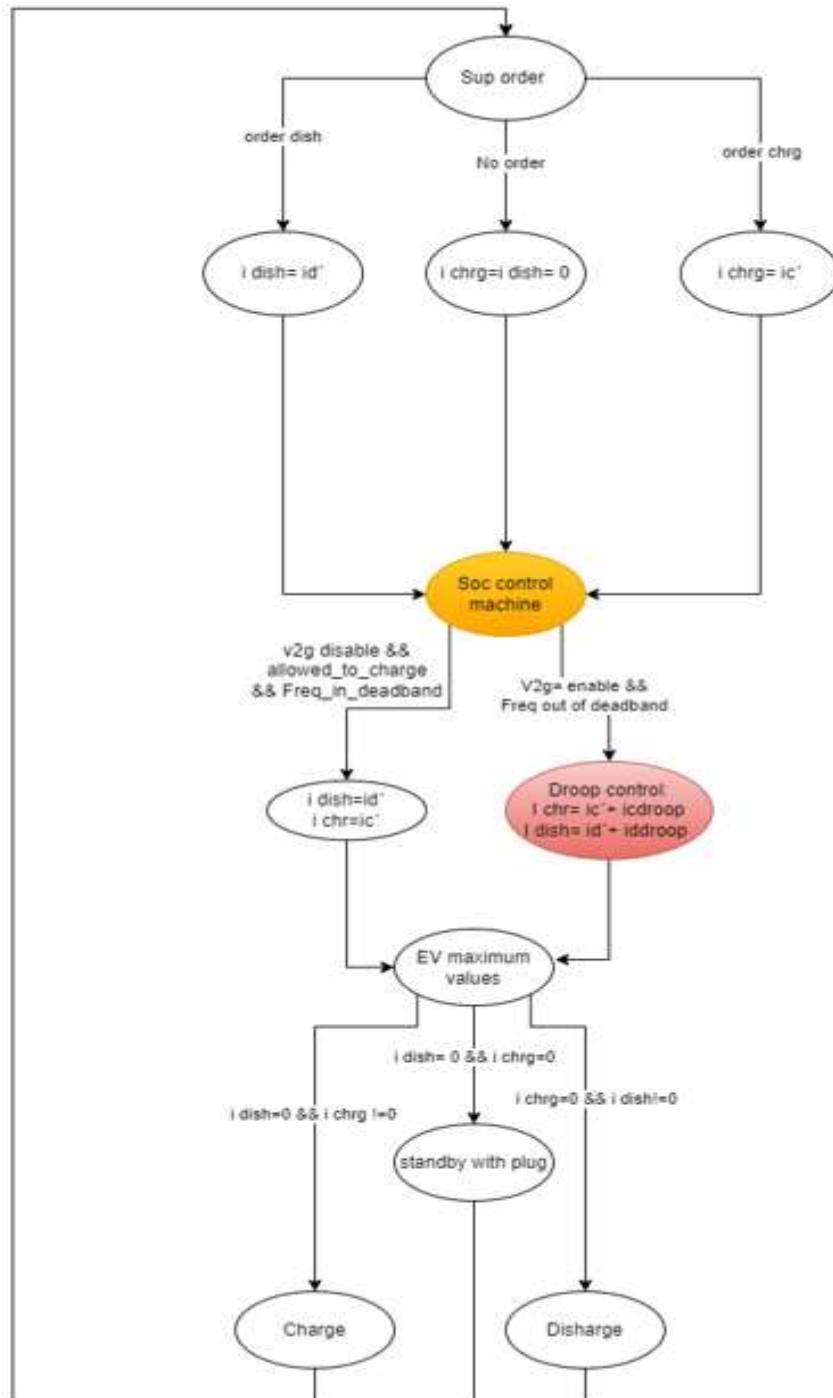 Sup order
order dish
No order
order chrg
i dish= id´
i chrg=i dish= 0
i chrg= ic´
Soc control
machine
v2g disable &&
allowed_to_charge
&& Freq_in_deadband
V2g= enable &&
Freq out of deadband
i dish=id´
i chr=ic´
Droop control:
I chr= ic´+ icdroop
I dish= id´+ iddroop
EV maximum
values
i dish= 0 && i chrg=0
i dish=0 && i chrg !=0
i chrg=0 && i dish!=0
standby with plug
Charge
Disharge